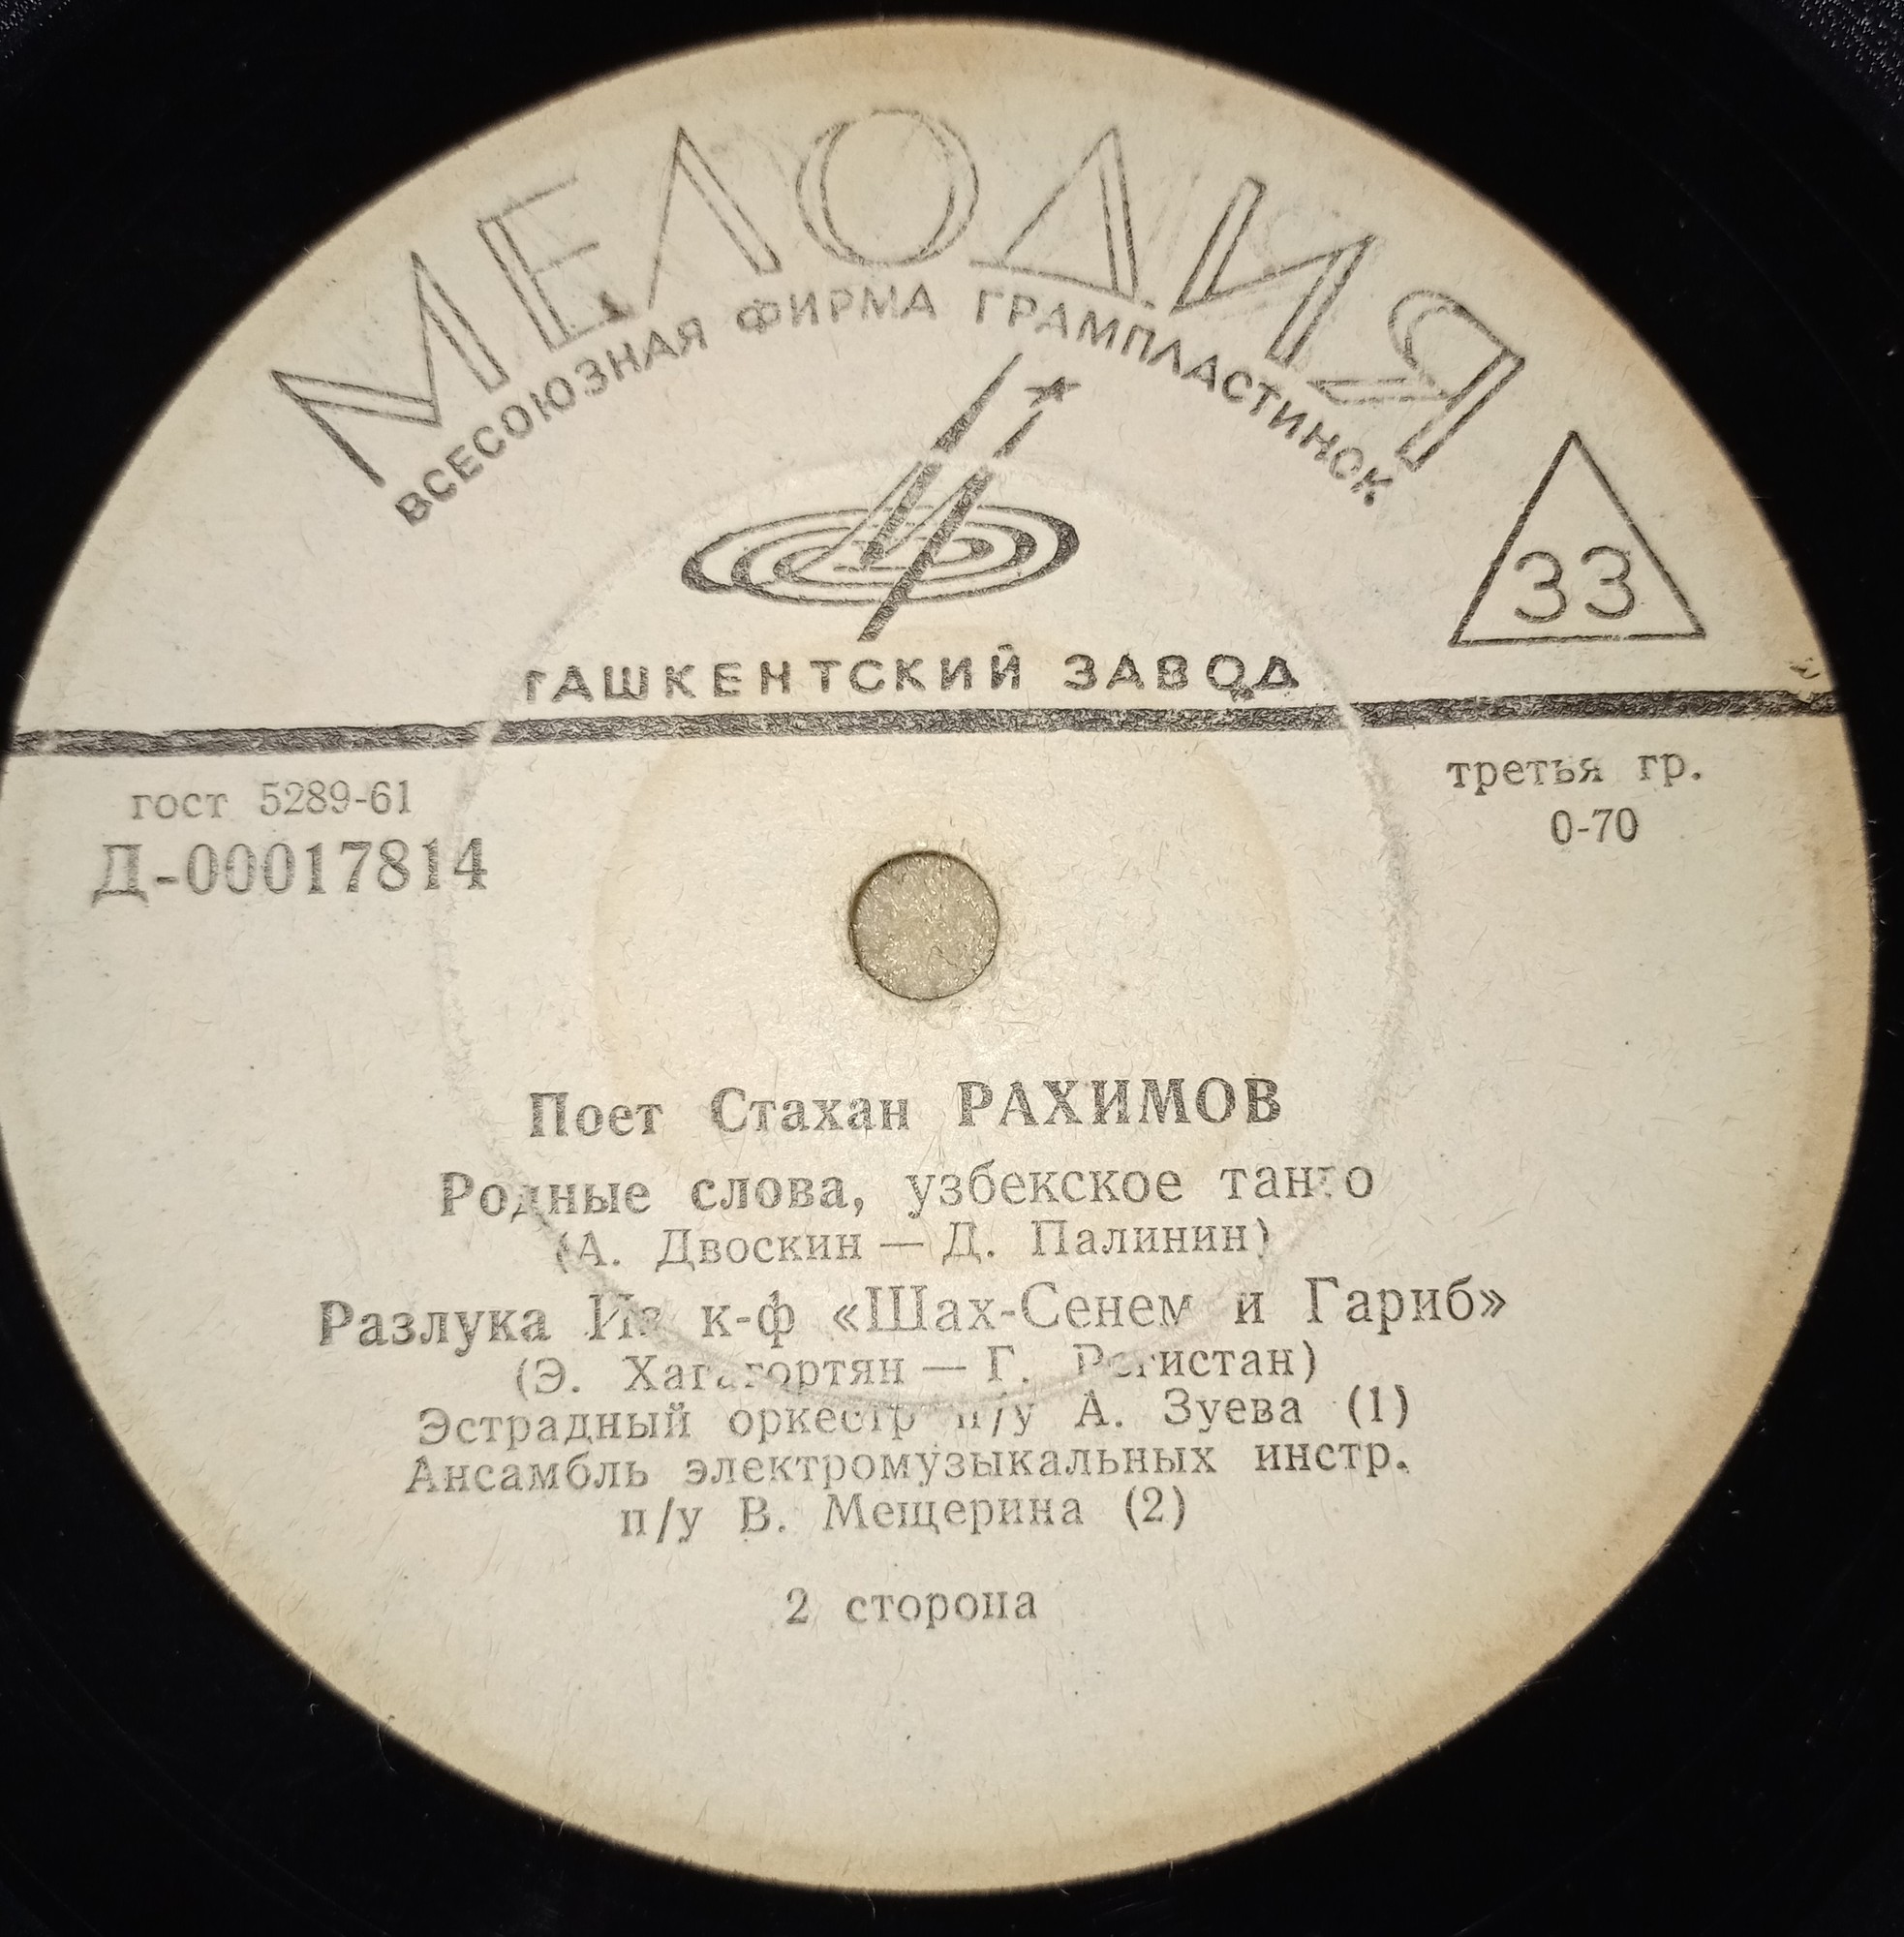 МЕЛОДИЯ
ВСЕСОЮЗНАЯ ФИРМА ГРАМПЛАСТИНОК
33
ТАШКЕНТСКИЙ ЗАВОД
гост 5289-61
Д-00017814
третья гр.
0-70
Поет Стахан РАХИМОВ
Родные слова, узбекское танго
(А. Двоскин — Д. Палинин)
Разлука Из к-ф «Шах-Сенем и Гариб»
(Э. Хагагортян — Г. Регистан)
Эстрадный оркестр п/у А. Зуева (1)
Ансамбль электромузыкальных инстр.
п/у В. Мещерина (2)
2 сторона